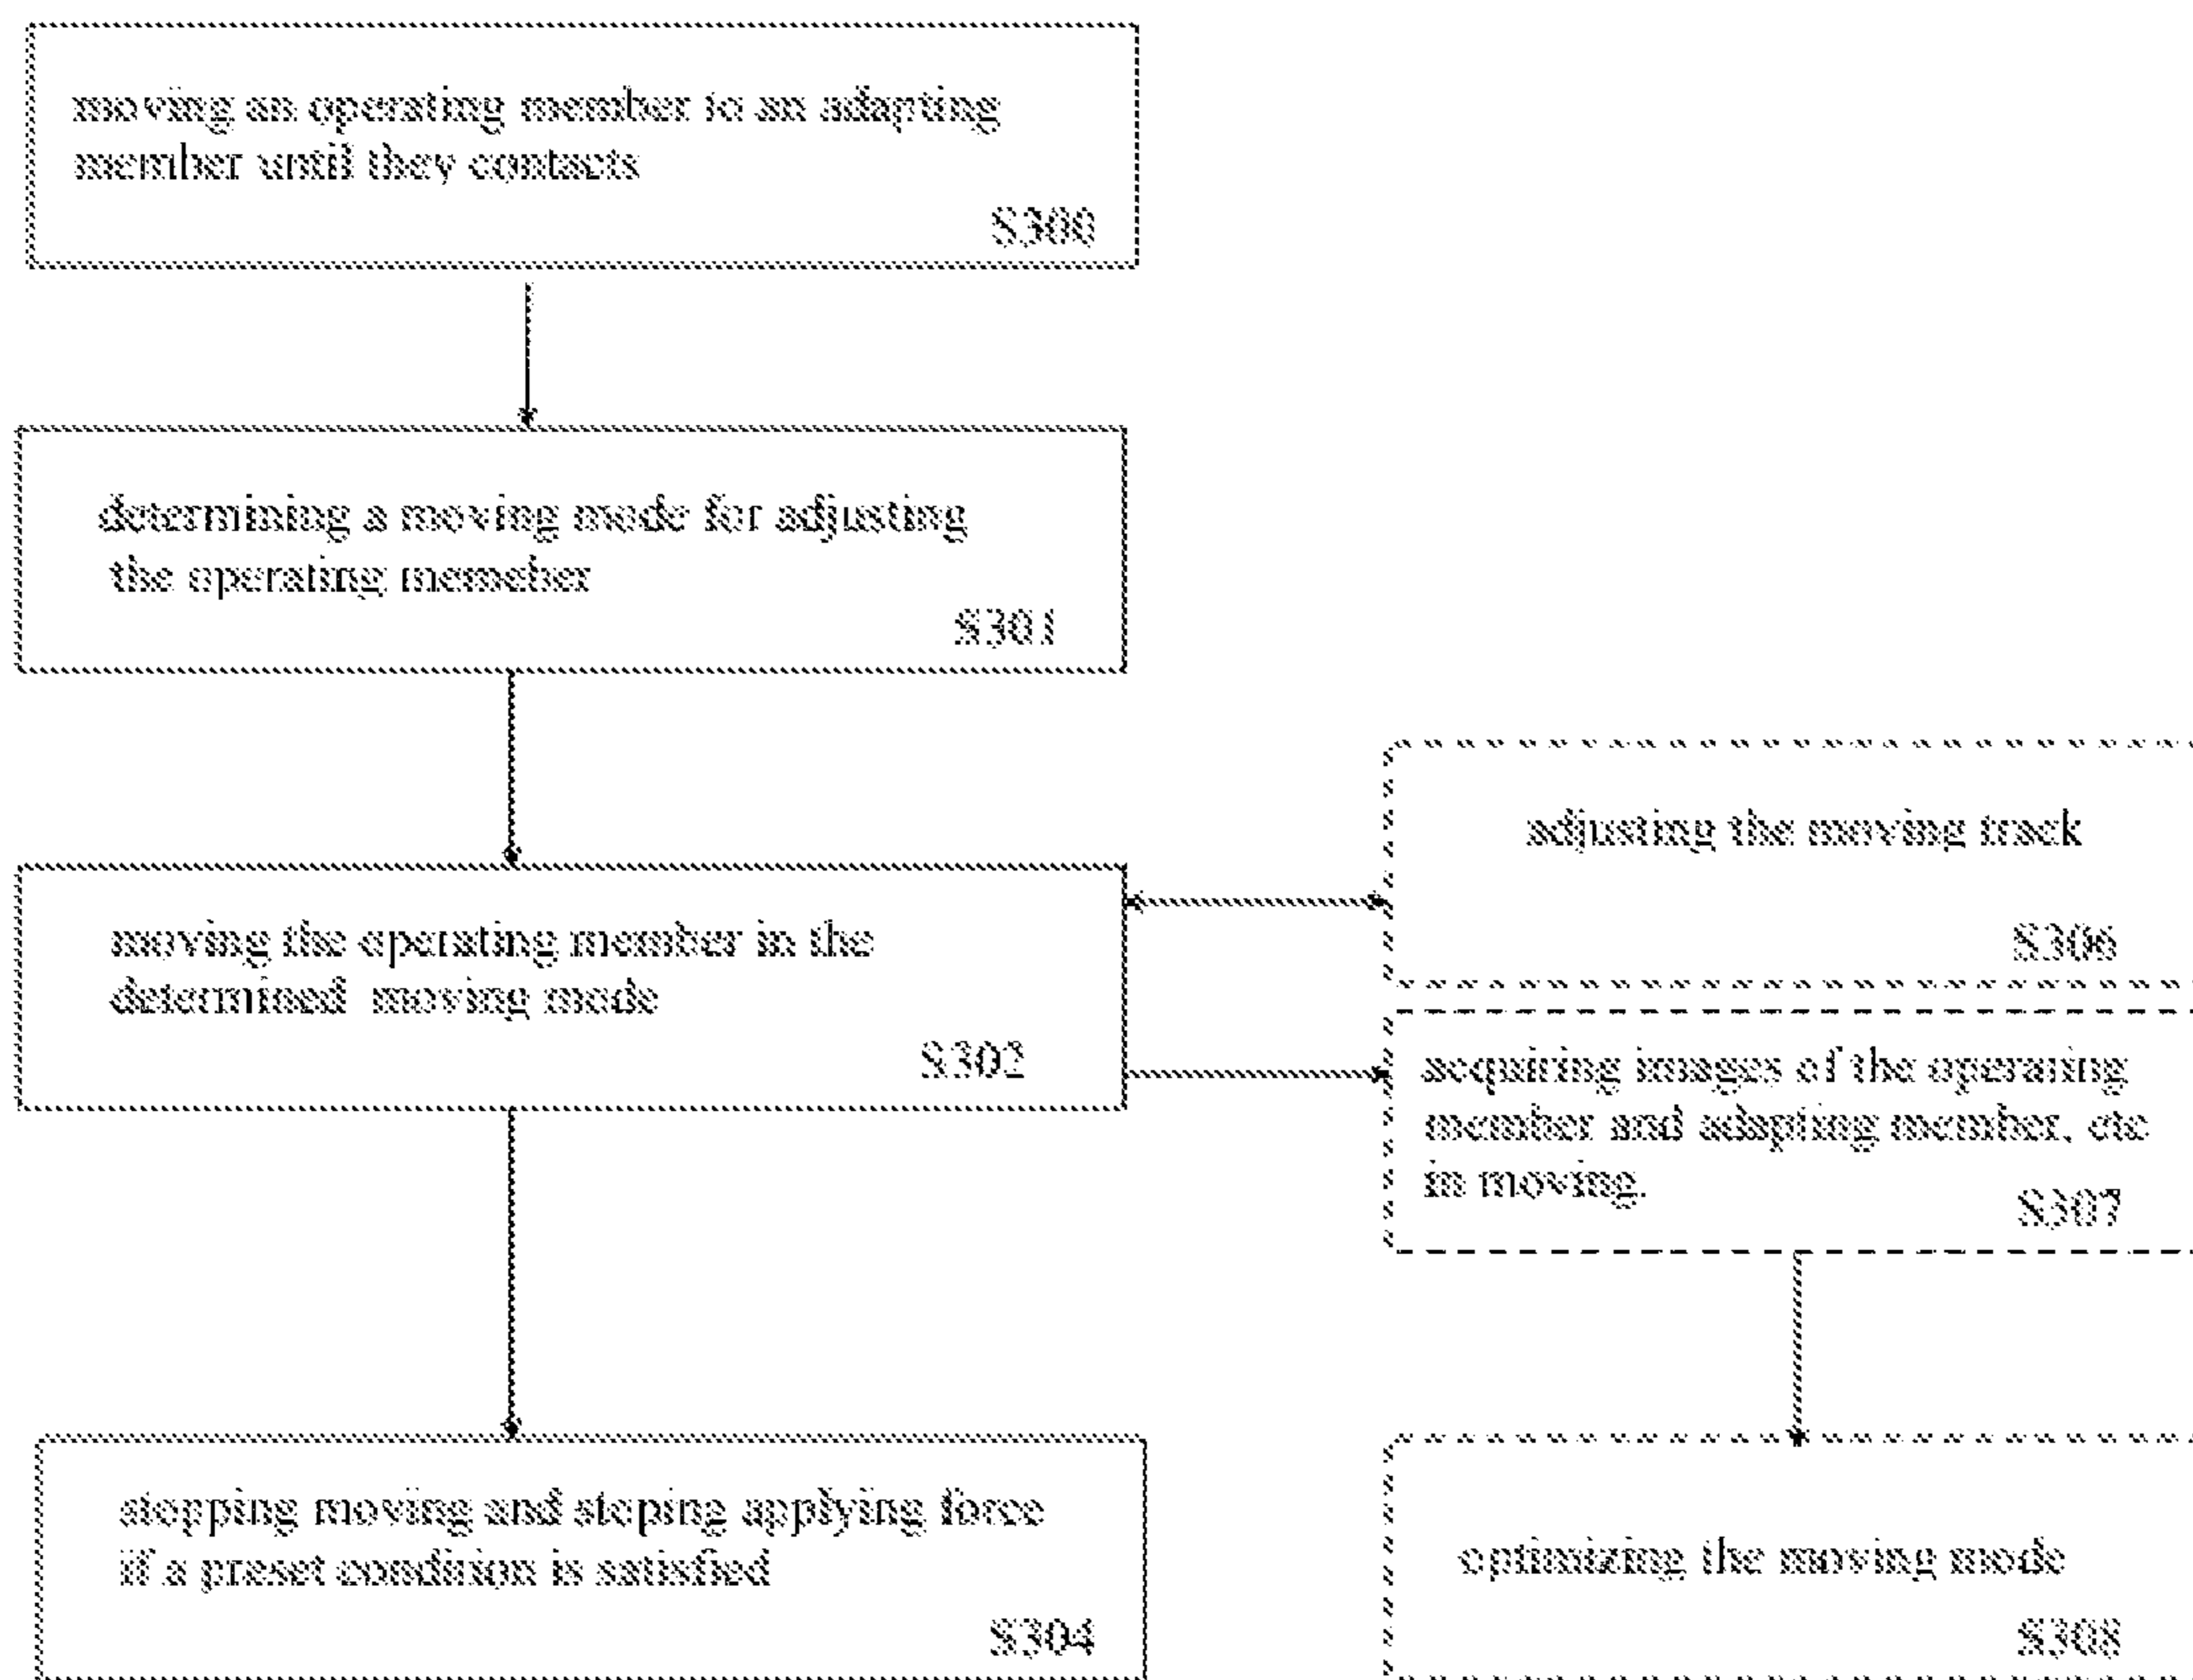 moving an operating member to an adapting
member until they contacts
S300
determining a moving mode for adjusting
the operating memeber
S301
moving the operating member in the
determined moving mode
S302
adjusting the moving track
S306
acquiring images of the operating
member and adapting member, etc
in moving.
S307
stopping moving and stoping applying force
if a preset condition is satisfied
S304
optimizing the moving mode
S308